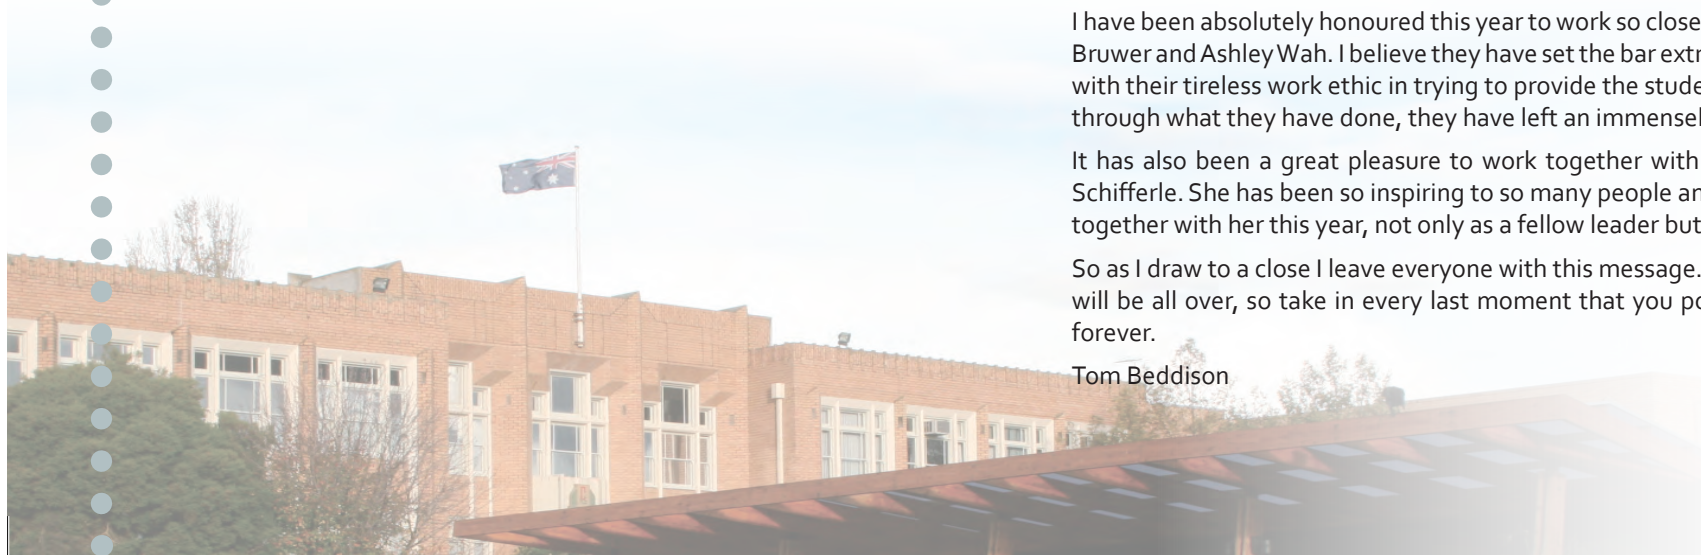 I have been absolutely honoured this year to work so close
Bruwer and Ashley Wah. I believe they have set the bar extr
with their tireless work ethic in trying to provide the stude
through what they have done, they have left an immensel
It has also been a great pleasure to work together with
Schifferle. She has been so inspiring to so many people an
together with her this year, not only as a fellow leader but
So as I draw to a close I leave everyone with this message.
will be all over, so take in every last moment that you po
forever.
Tom Beddison